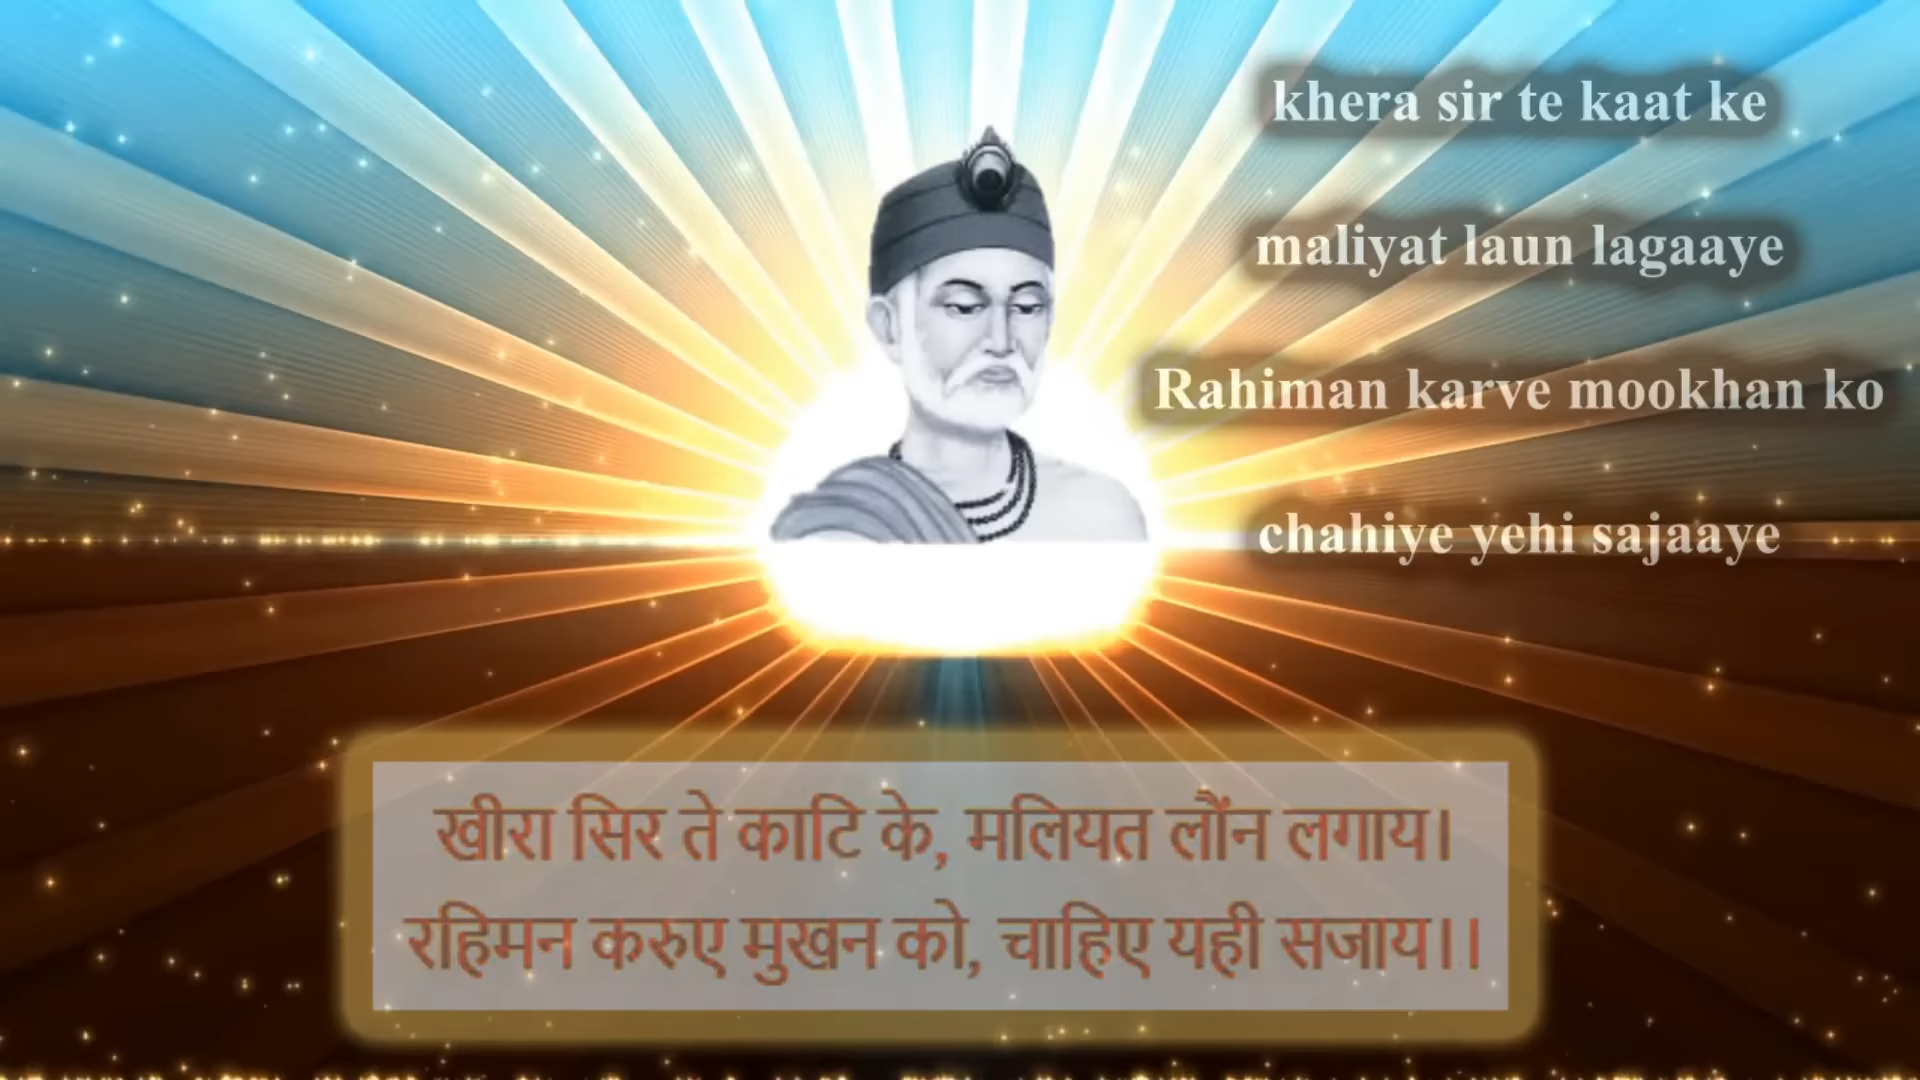 khera sir te kaat ke
maliyat laun lagaaye
Rahiman karve mookhan ko
chahiye yehi sajaaye
खीरा सिर ते काटि के, मलियत लौंन लगाय।
रहिमन करुए मुखन को, चाहिए यही सजाय।।